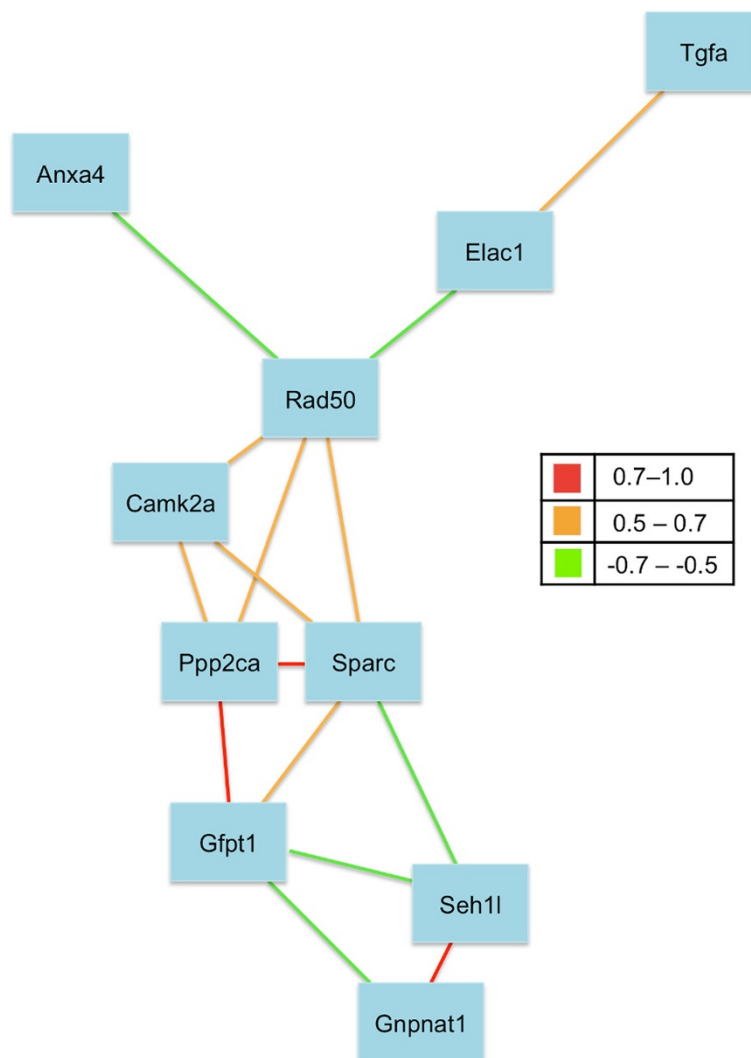 Tgfa
Anxa4
Elac1
Rad50
Camk2a
0.7–1.0
0.5 – 0.7
-0.7 – -0.5
Ppp2ca
Sparc
Gfpt1
Seh1l
Gnpnat1